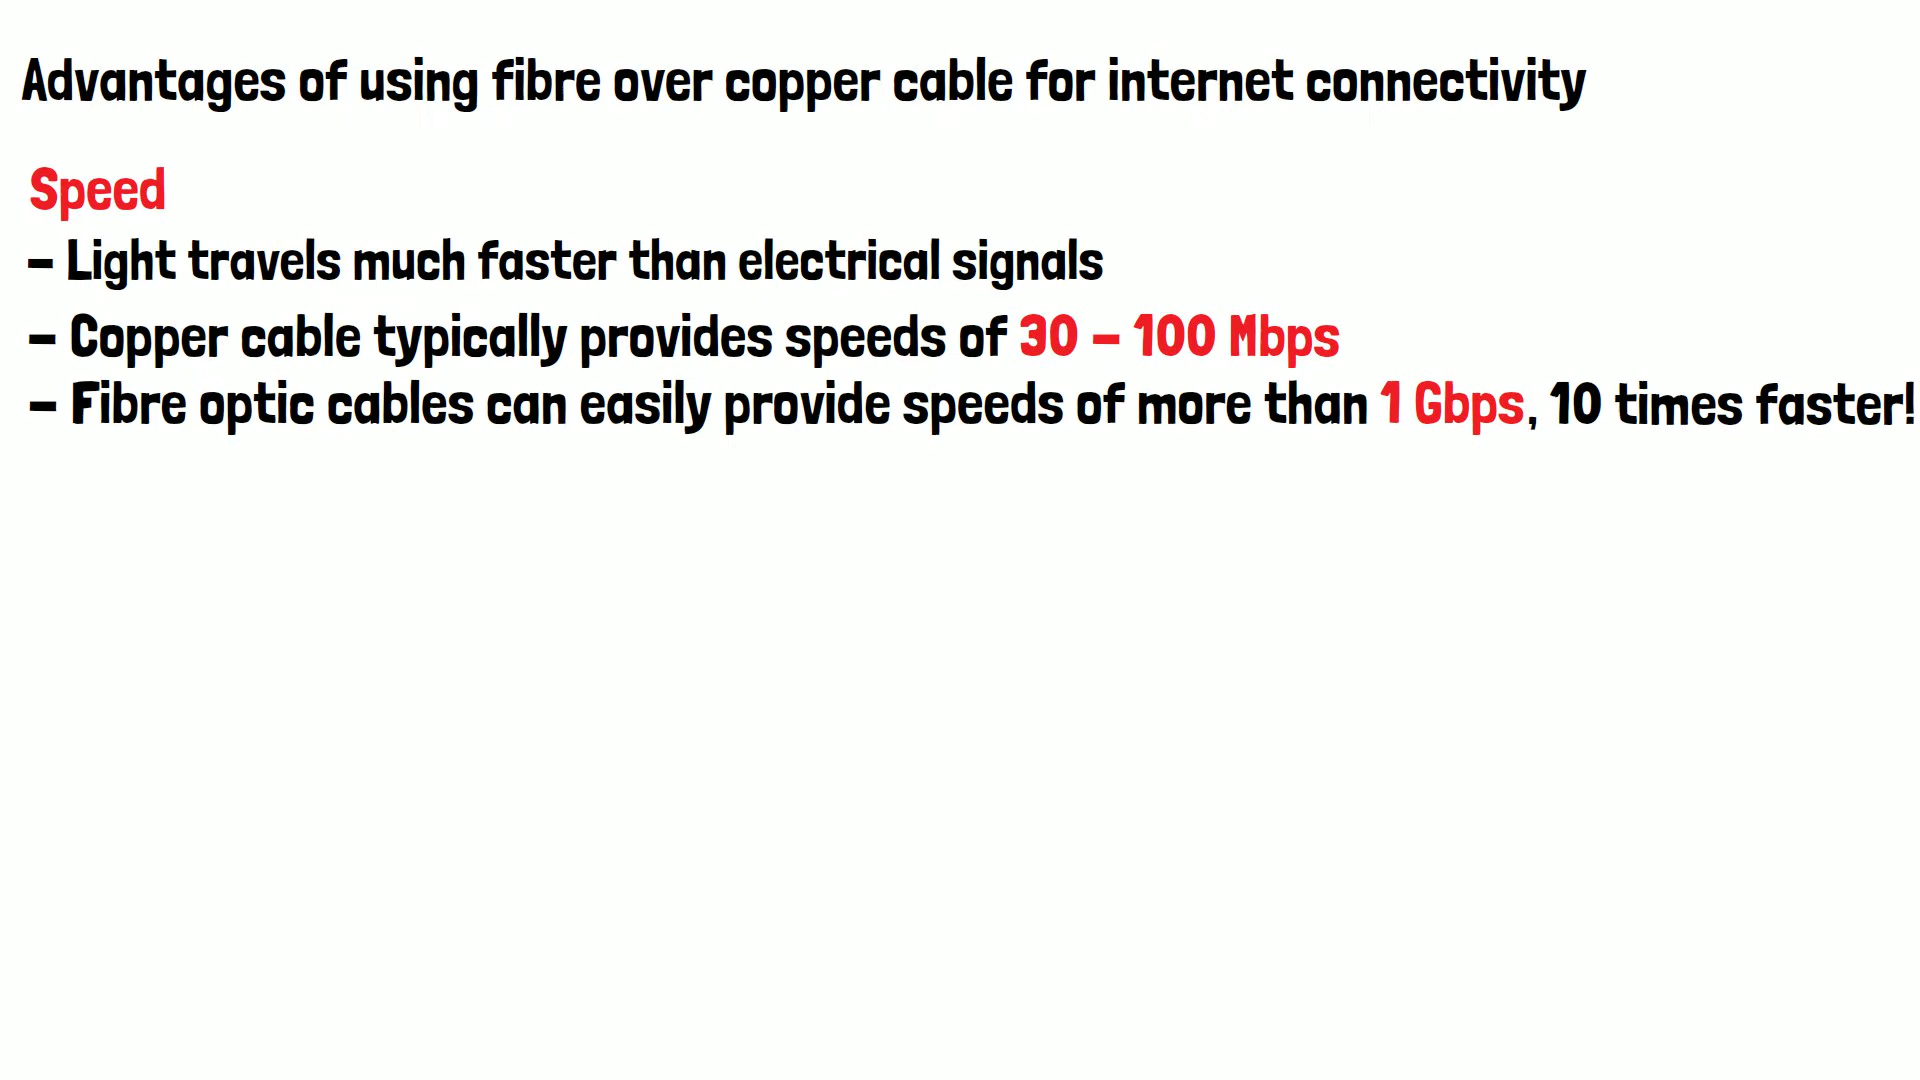 Advantages of using fibre over copper cable for internet connectivity
Speed
– Light travels much faster than electrical signals
– Copper cable typically provides speeds of 30 – 100 Mbps
– Fibre optic cables can easily provide speeds of more than 1 Gbps, 10 times faster!